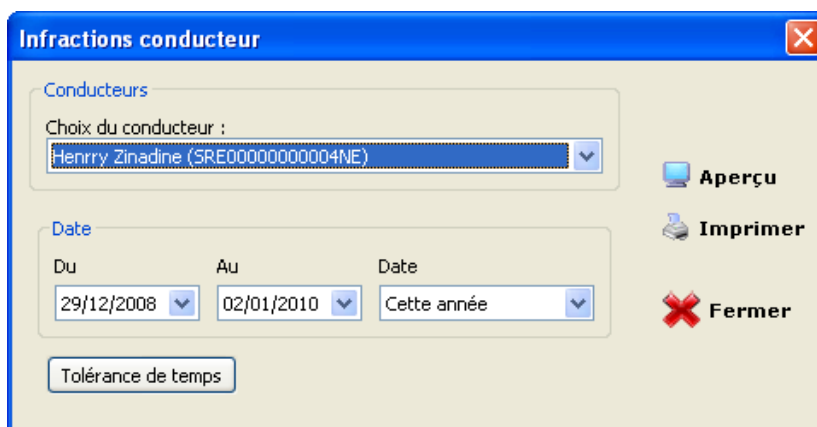 Infractions conducteur
Conducteurs
Choix du conducteur :
Henrry Zinadine (SRE00000000004NE)
Aperçu
Imprimer
Date
Du Au Date
29/12/2008 02/01/2010 Cette année
Fermer
Tolérance de temps